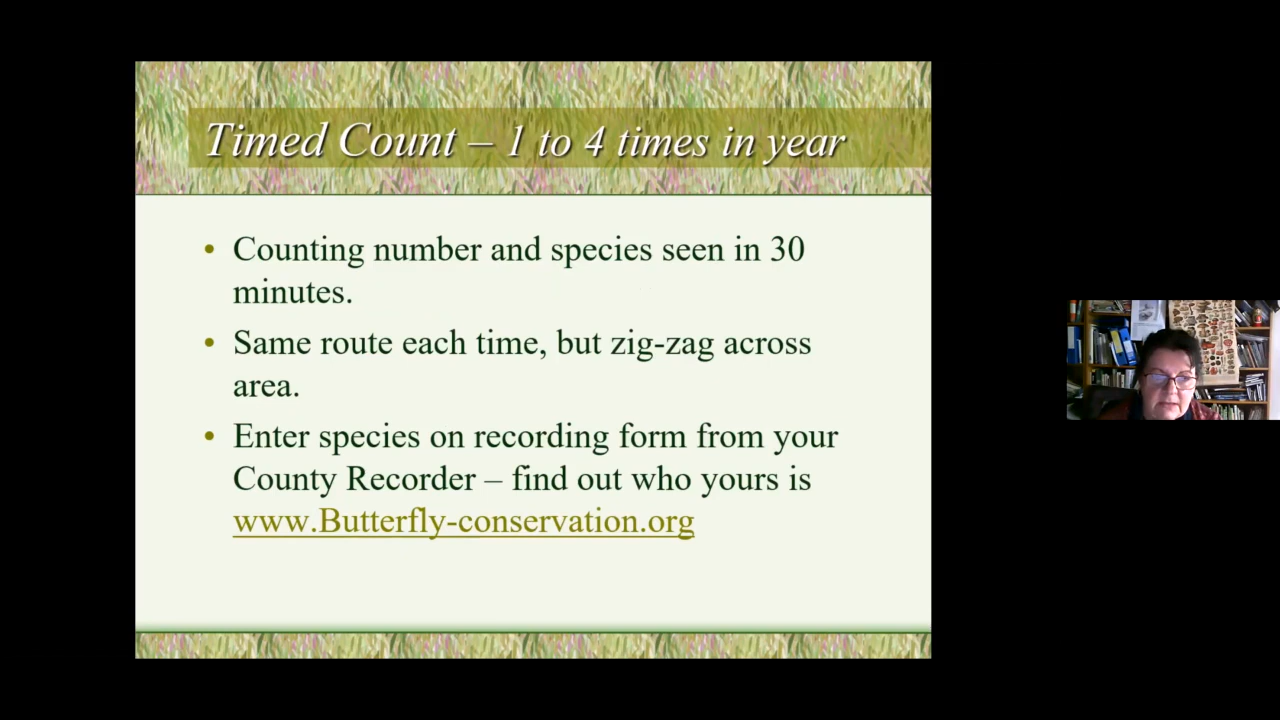 Timed Count – 1 to 4 times in year
• Counting number and species seen in 30
minutes.
• Same route each time, but zig-zag across
area.
• Enter species on recording form from your
County Recorder – find out who yours is
www.Butterfly-conservation.org